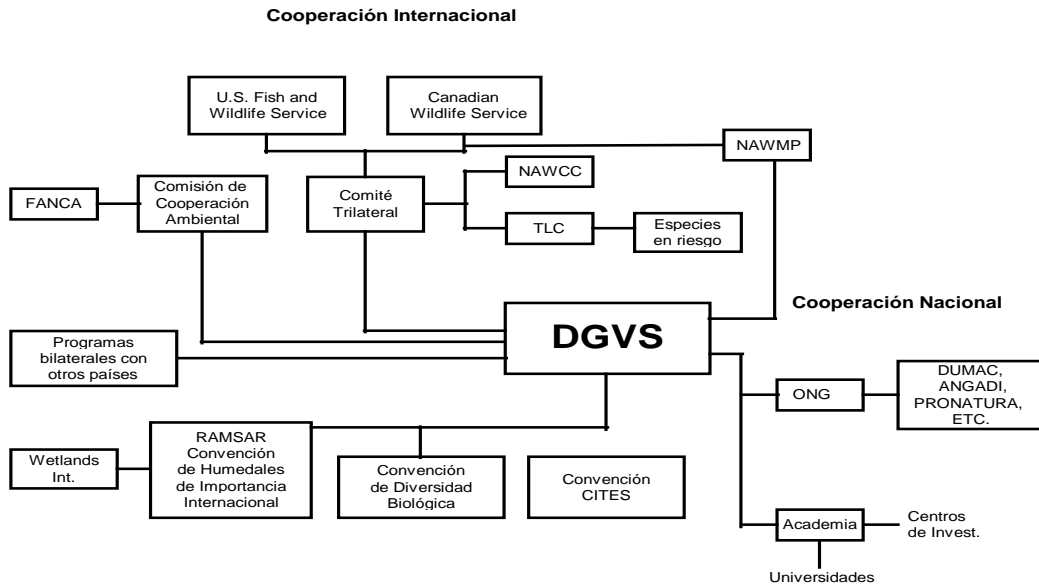 Cooperación Internacional
U.S. Fish and
Wildlife Service
Canadian
Wildlife Service
NAWMP
FANCA
Comisión de
Cooperación
Ambiental
Comité
Trilateral
NAWCC
TLC
Especies
en riesgo
Cooperación Nacional
DGVS
Programas
bilaterales con
otros países
ONG
DUMAC,
ANGADI,
PRONATURA,
ETC.
Wetlands
Int.
RAMSAR
Convención
de Humedales
de Importancia
Internacional
Convención
de Diversidad
Biológica
Convención
CITES
Academia
Centros
de Invest.
Universidades